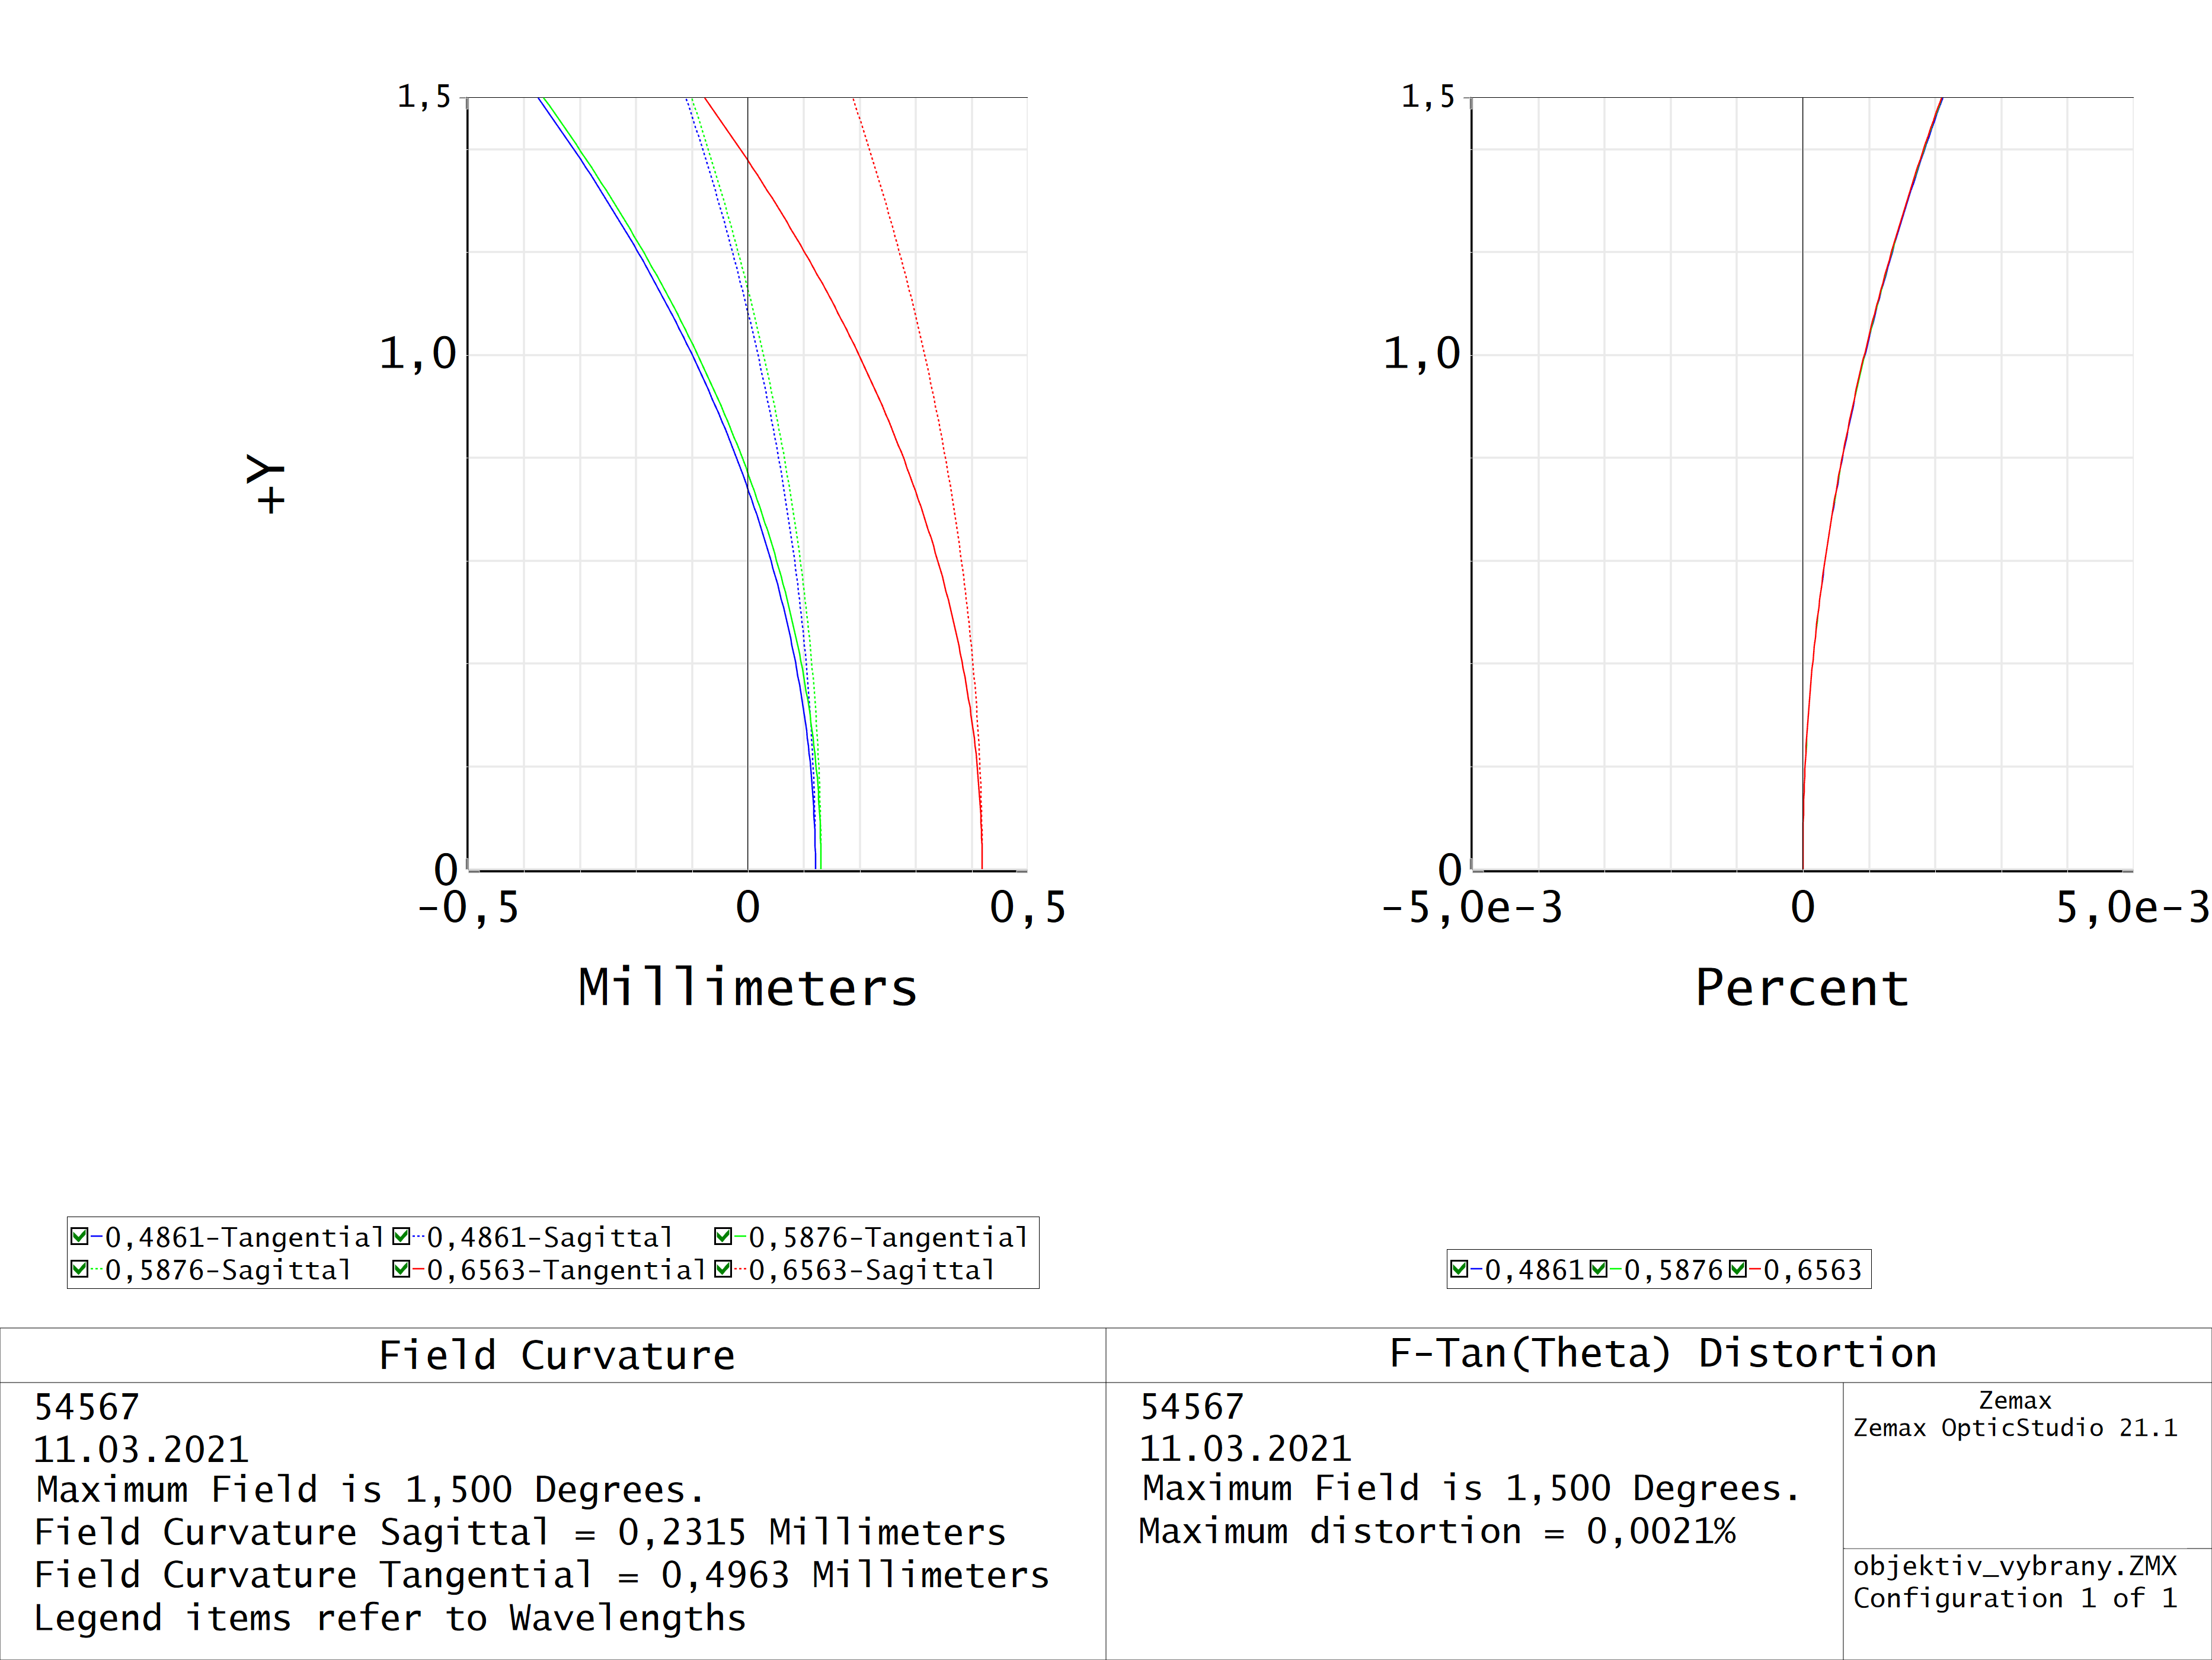 1,5
1,0
+Y
0
-0,5 0 0,5
Millimeters
1,5
1,0
0
-5,0e-3 0 5,0e-3
Percent
0,4861-Tangential 0,4861-Sagittal 0,5876-Tangential
0,5876-Sagittal 0,6563-Tangential 0,6563-Sagittal
0,4861 0,5876 0,6563
Field Curvature
54567
11.03.2021
Maximum Field is 1,500 Degrees.
Field Curvature Sagittal = 0,2315 Millimeters
Field Curvature Tangential = 0,4963 Millimeters
Legend items refer to Wavelengths
F-Tan(Theta) Distortion
54567
11.03.2021
Maximum Field is 1,500 Degrees.
Maximum distortion = 0,0021%
Zemax
Zemax OpticStudio 21.1
objektiv_vybrany.ZMX
Configuration 1 of 1